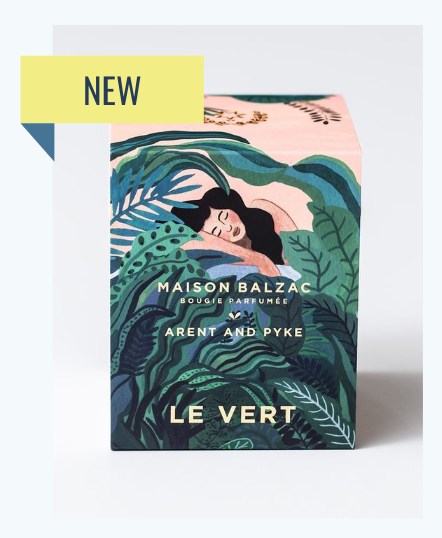 NEW
MAISON BALZAC
BOUGIE PARFUMÉE
ARENT AND PYKE
LE VERT